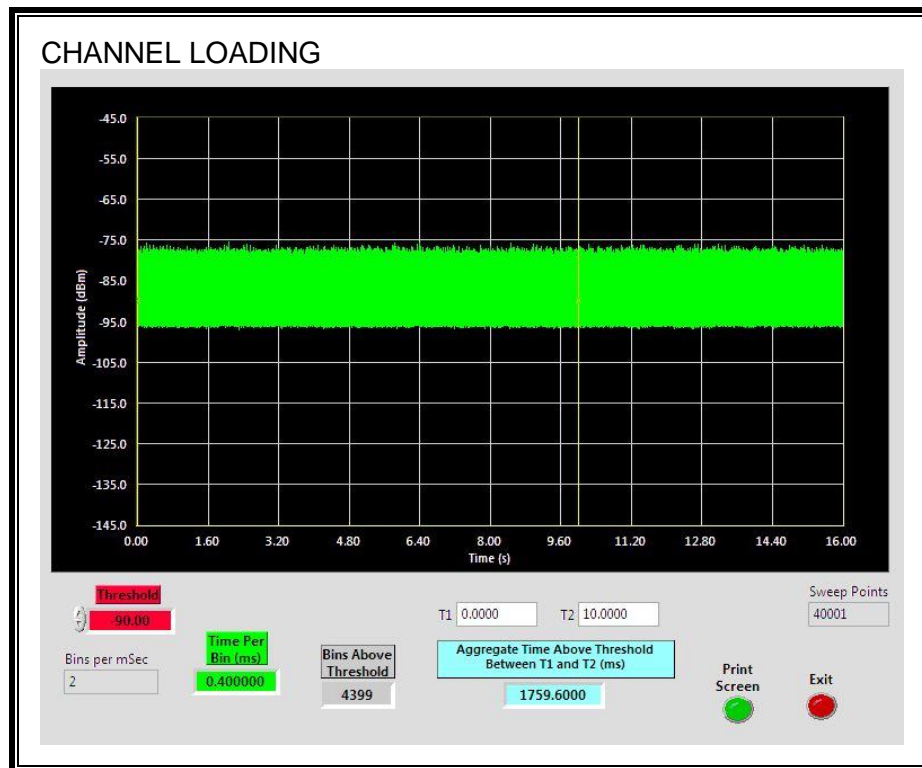 CHANNEL LOADING
-45.0
-55.0
-65.0
-75.0
-85.0
-95.0
-105.0
-115.0
-125.0
-135.0
-145.0
Amplitude (dBm)
0.00 1.60 3.20 4.80 6.40 8.00 9.60 11.20 12.80 14.40 16.00
Time (s)
Threshold
-90.00
T1 0.0000 T2 10.0000
Sweep Points
40001
Bins per mSec
2
Time Per
Bin (ms)
0.400000
Bins Above
Threshold
4399
Aggregate Time Above Threshold
Between T1 and T2 (ms)
1759.6000
Print
Screen
Exit